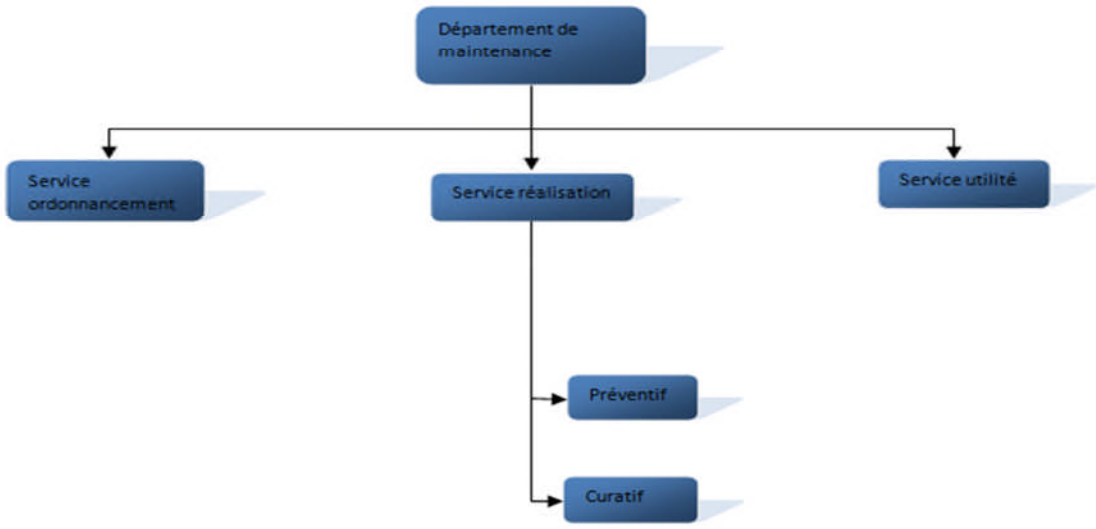 Département de
maintenance
Service
ordonnancement
Service réalisation
Service utilité
Préventif
Curatif